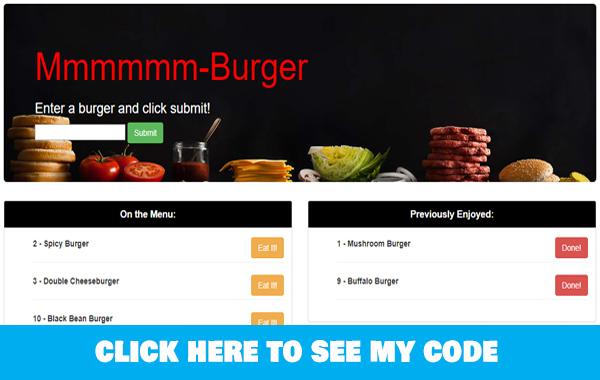 Mmmmmm-Burger
Enter a burger and click submit!
Submit
On the Menu:
2 - Spicy Burger
Eat It!
3 - Double Cheeseburger
Eat It!
10 - Black Bean Burger
Eat It!
Previously Enjoyed:
1 - Mushroom Burger
Done!
9 - Buffalo Burger
Done!
CLICK HERE TO SEE MY CODE